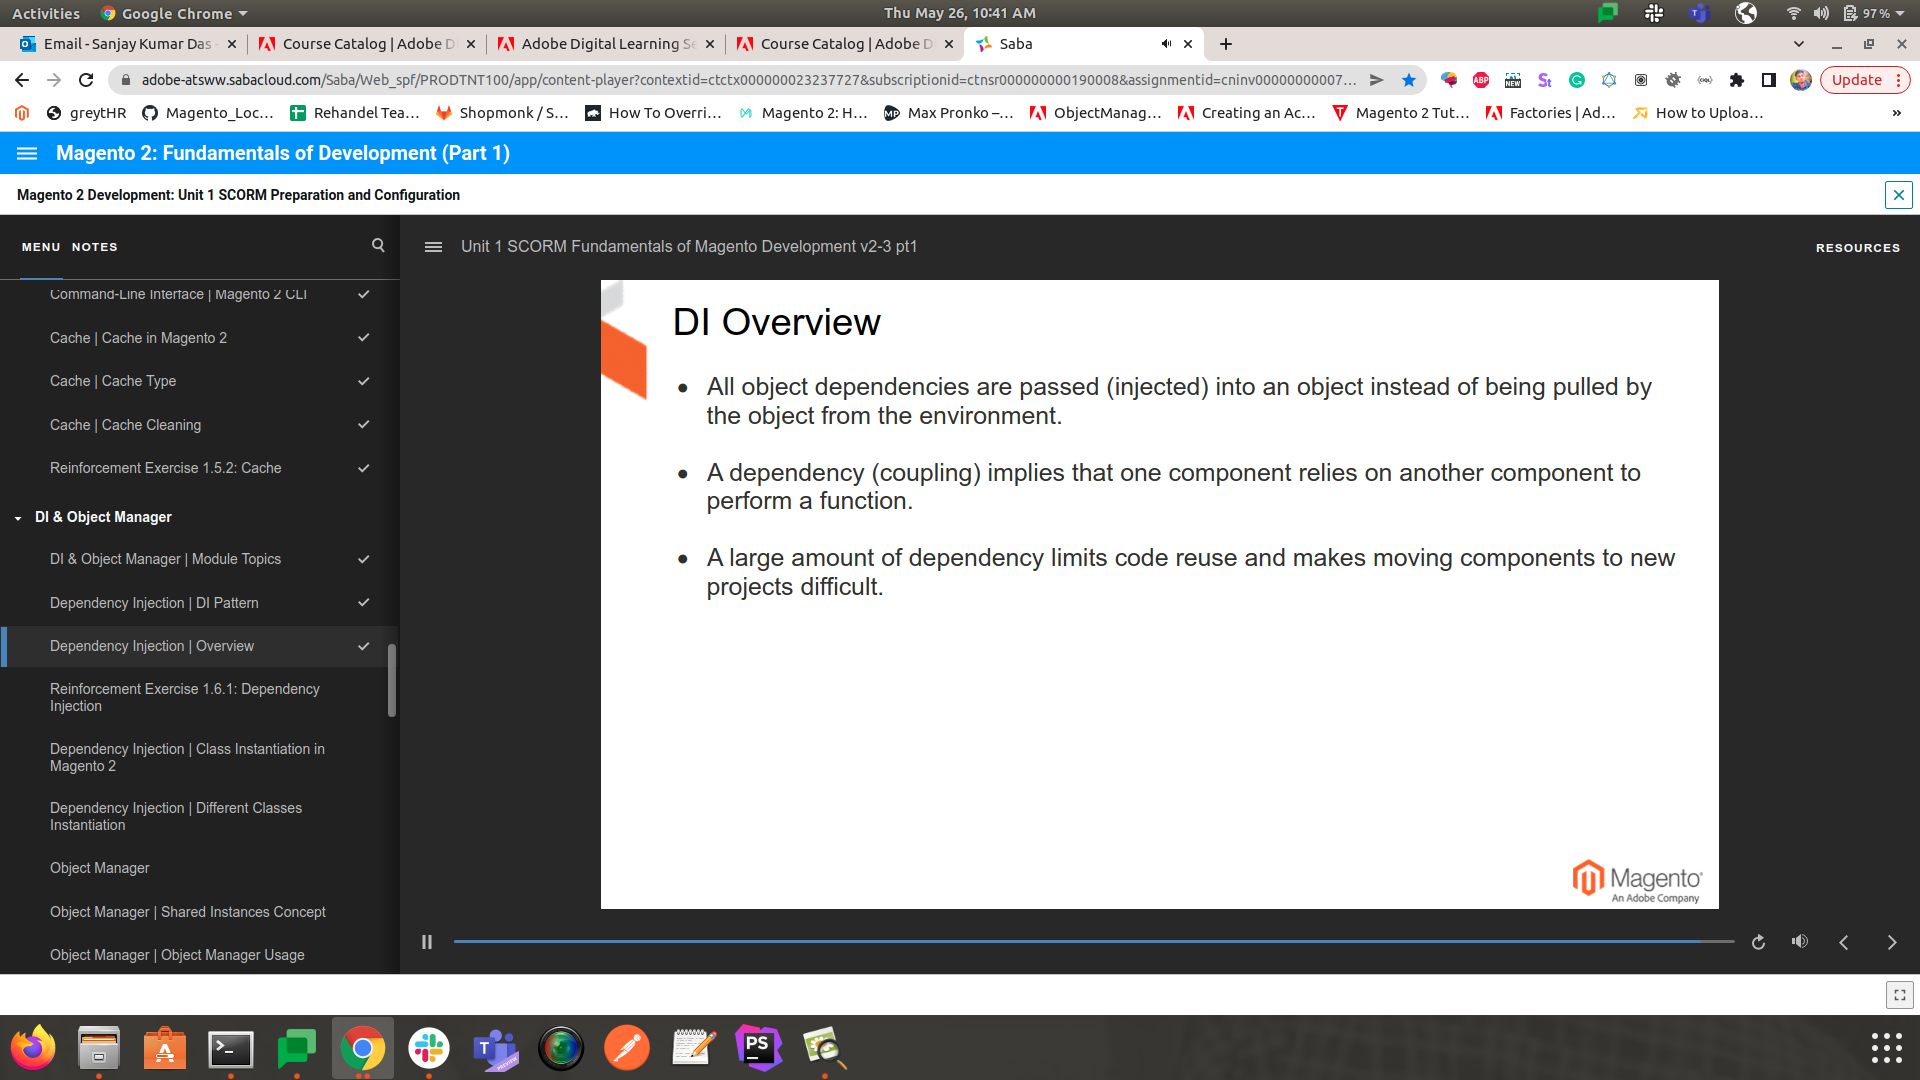 Activities
Google Chrome
Thu May 26, 10:41 AM
97 %
Email - Sanjay Kumar Das
Course Catalog | Adobe D
Adobe Digital Learning Se
Course Catalog | Adobe D
Saba
adobe-atsww.sabacloud.com/Saba/Web_spf/PRODTNT100/app/content-player?contextid=ctctx000000023237727&subscriptionid=ctnsr000000000190008&assignmentid=cninv00000000007...
Update
greytHR
Magento_Loc...
Rehandel Tea...
Shopmonk / S...
How To Overri...
Magento 2: H...
Max Pronko –...
ObjectManag...
Creating an Ac...
Magento 2 Tut...
Factories | Ad...
How to Uploa...
»
Magento 2: Fundamentals of Development (Part 1)
Magento 2 Development: Unit 1 SCORM Preparation and Configuration
MENU
NOTES
Unit 1 SCORM Fundamentals of Magento Development v2-3 pt1
RESOURCES
Command-Line Interface | Magento 2 CLI
Cache | Cache in Magento 2
Cache | Cache Type
Cache | Cache Cleaning
Reinforcement Exercise 1.5.2: Cache
DI & Object Manager
DI & Object Manager | Module Topics
Dependency Injection | DI Pattern
Dependency Injection | Overview
Reinforcement Exercise 1.6.1: Dependency
Injection
Dependency Injection | Class Instantiation in
Magento 2
Dependency Injection | Different Classes
Instantiation
Object Manager
Object Manager | Shared Instances Concept
Object Manager | Object Manager Usage
DI Overview
● All object dependencies are passed (injected) into an object instead of being pulled by
the object from the environment.
● A dependency (coupling) implies that one component relies on another component to
perform a function.
● A large amount of dependency limits code reuse and makes moving components to new
projects difficult.
Magento
An Adobe Company